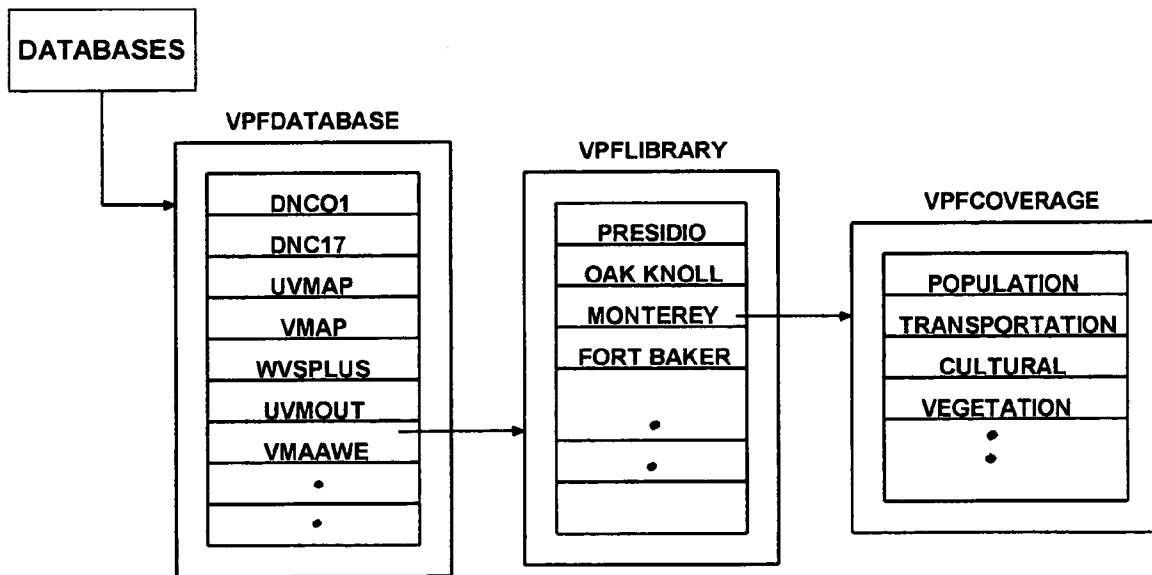 DATABASES
VPFDATABASE
DNCO1
DNC17
UVMAP
VMAP
WVSPLUS
UVMOUT
VMAAWE
VPFLIBRARY
PRESIDIO
OAK KNOLL
MONTEREY
FORT BAKER
VPFCOVERAGE
POPULATION
TRANSPORTATION
CULTURAL
VEGETATION